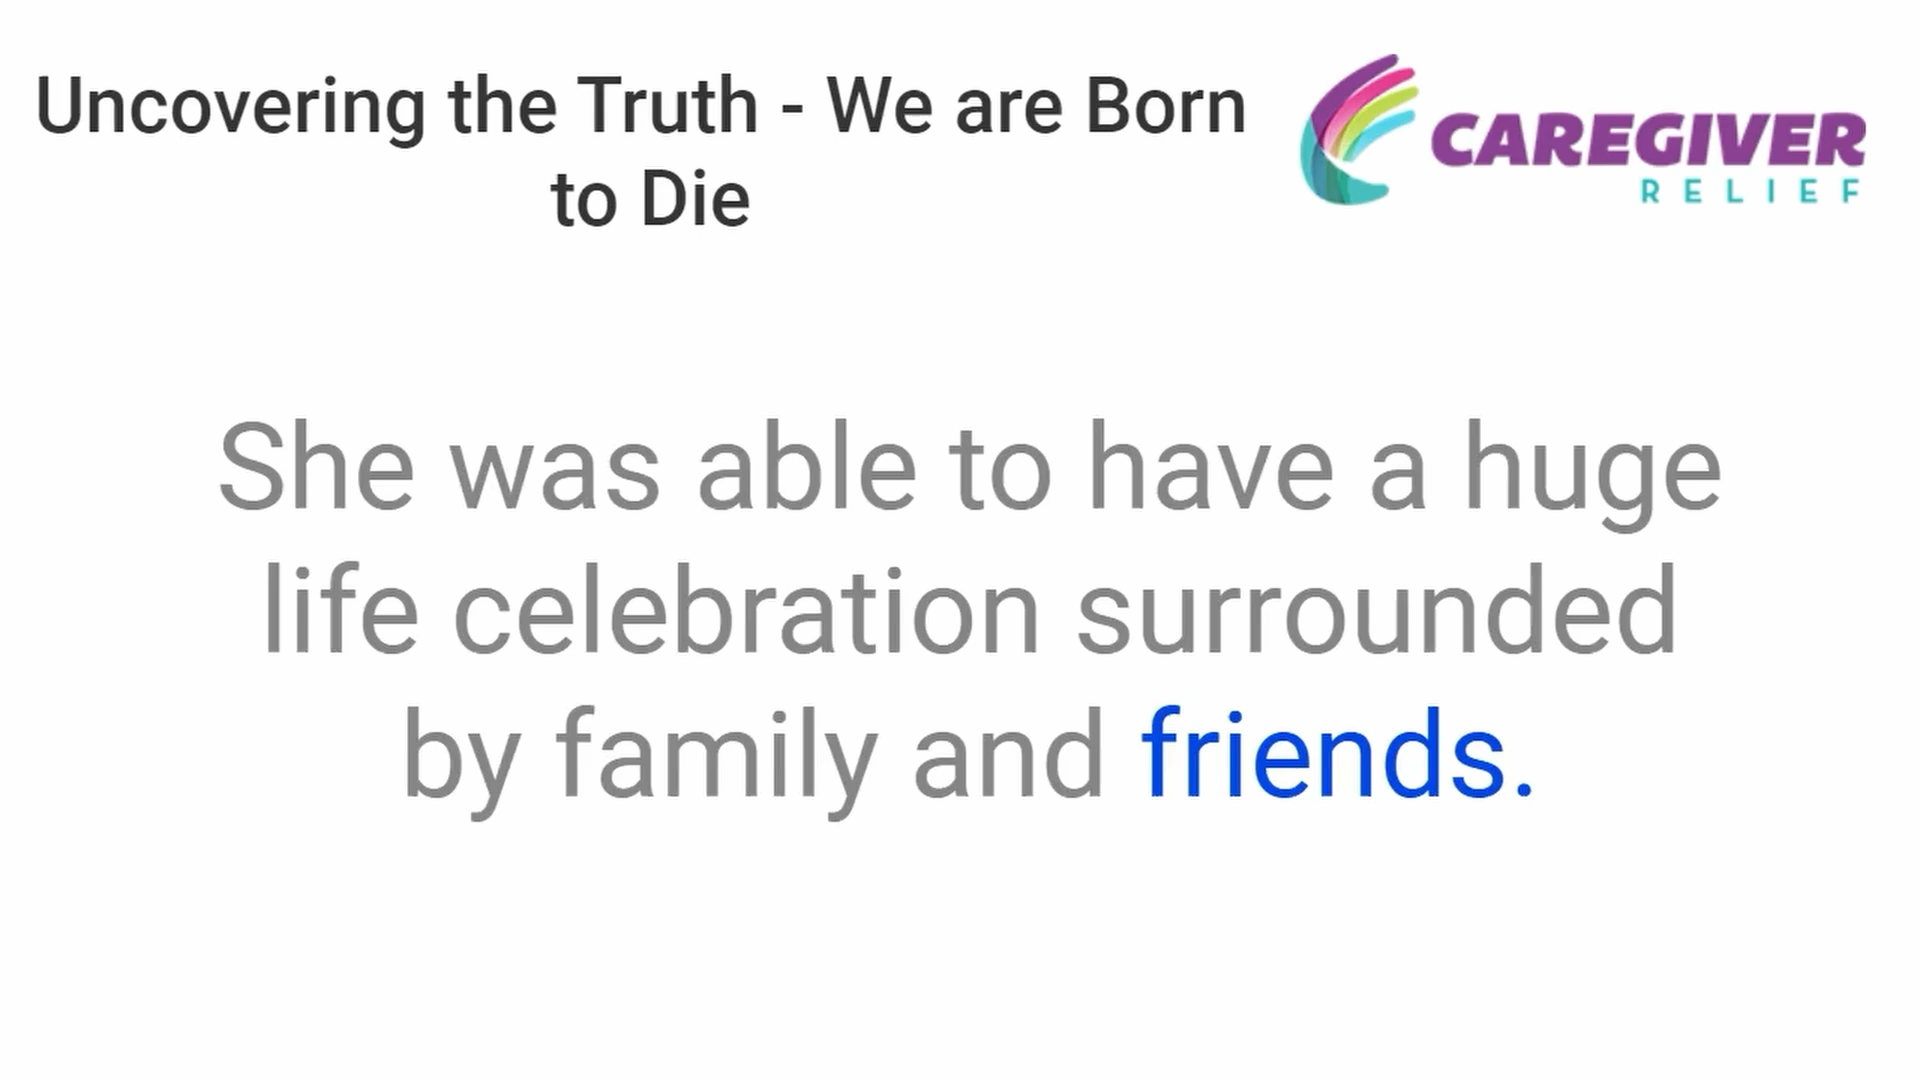 Uncovering the Truth - We are Born
to Die
CAREGIVER
RELIEF
She was able to have a huge
life celebration surrounded
by family and friends.